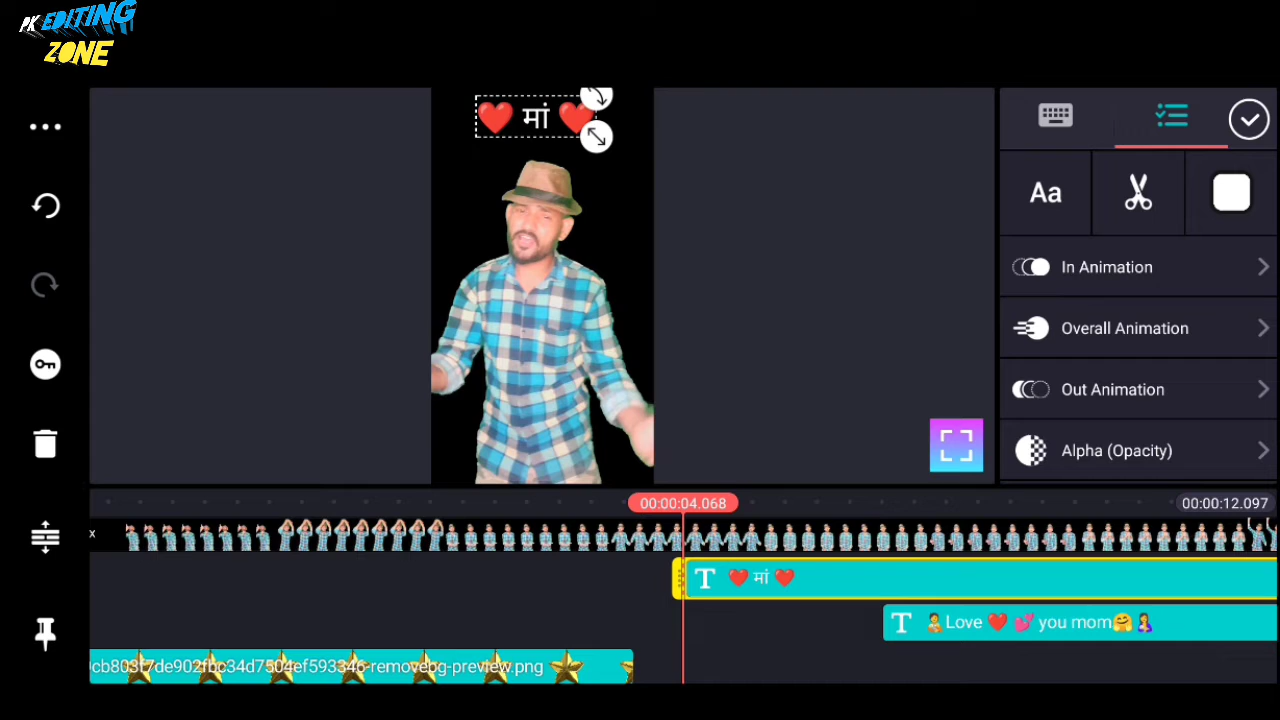 PK EDITING
ZONE
❤️ मां ❤️
Aa
In Animation
Overall Animation
Out Animation
Alpha (Opacity)
00:00:04.068
00:00:12.097
x
T ❤️ मां ❤️
T 🤱Love ❤️ 💕 you mom🤗🤱
cb803f7de902fbc34d7504ef593346-removebg-preview.png